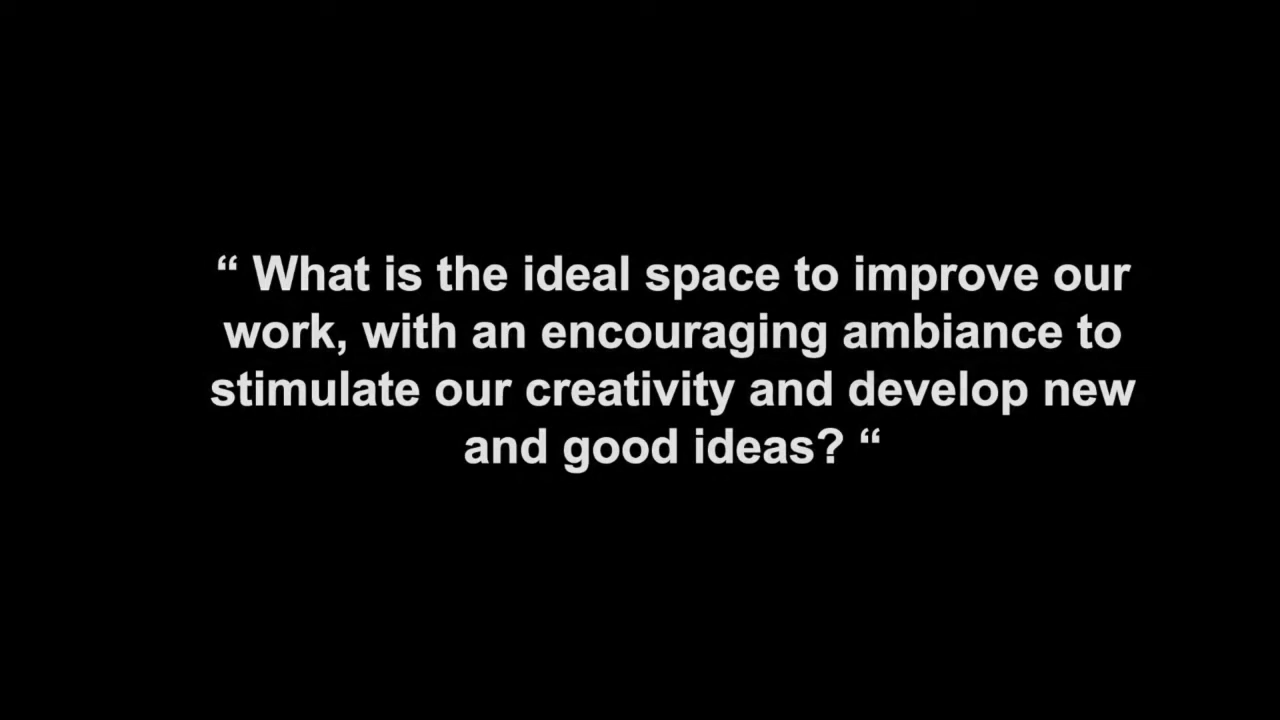 “ What is the ideal space to improve our
work, with an encouraging ambiance to
stimulate our creativity and develop new
and good ideas? “